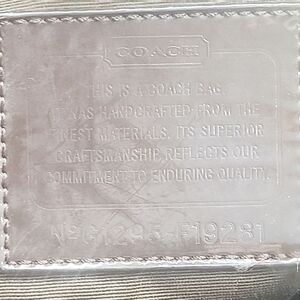 COACH
THIS IS A COACH BAG.
IT WAS HANDCRAFTED FROM THE
FINEST MATERIALS. ITS SUPERIOR
CRAFTSMANSHIP REFLECTS OUR
COMMITMENT TO ENDURING QUALITY.